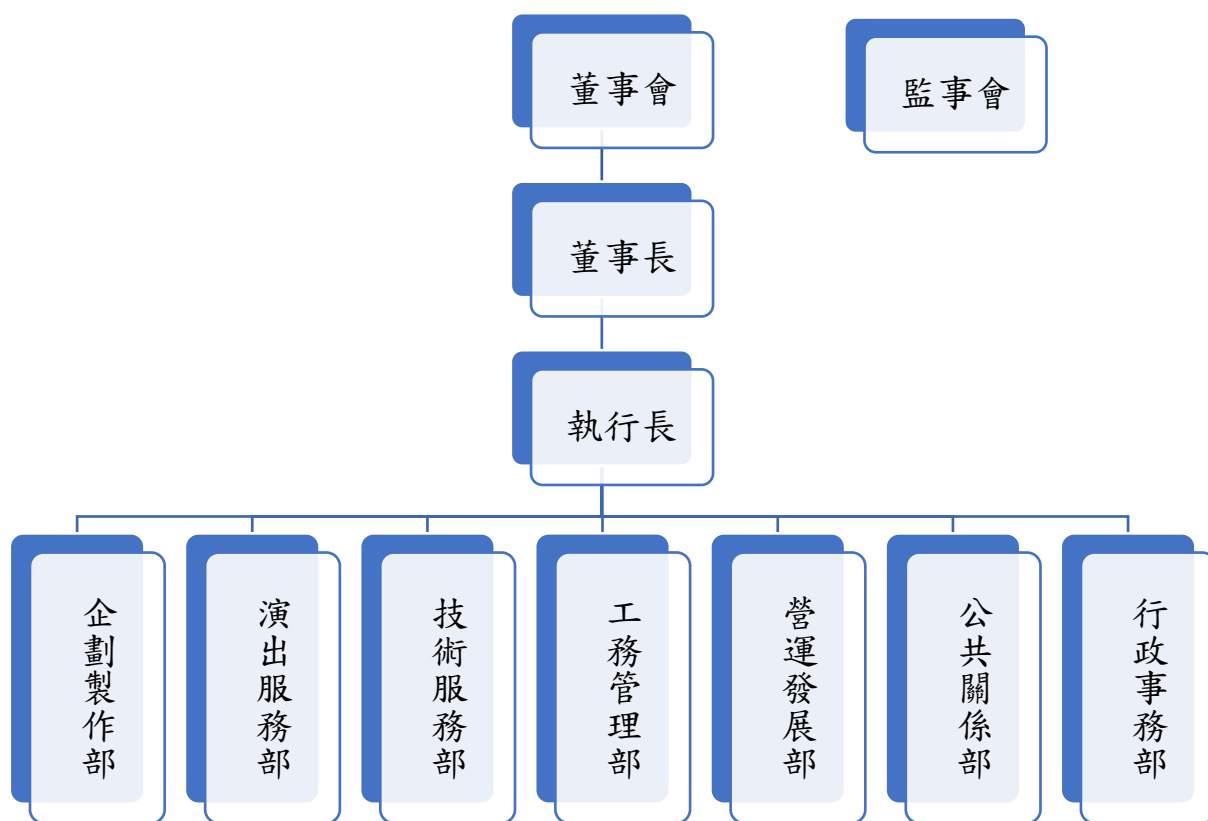 董事會
監事會
董事長
執行長
企劃製作部
演出服務部
技術服務部
工務管理部
營運發展部
公共關係部
行政事務部